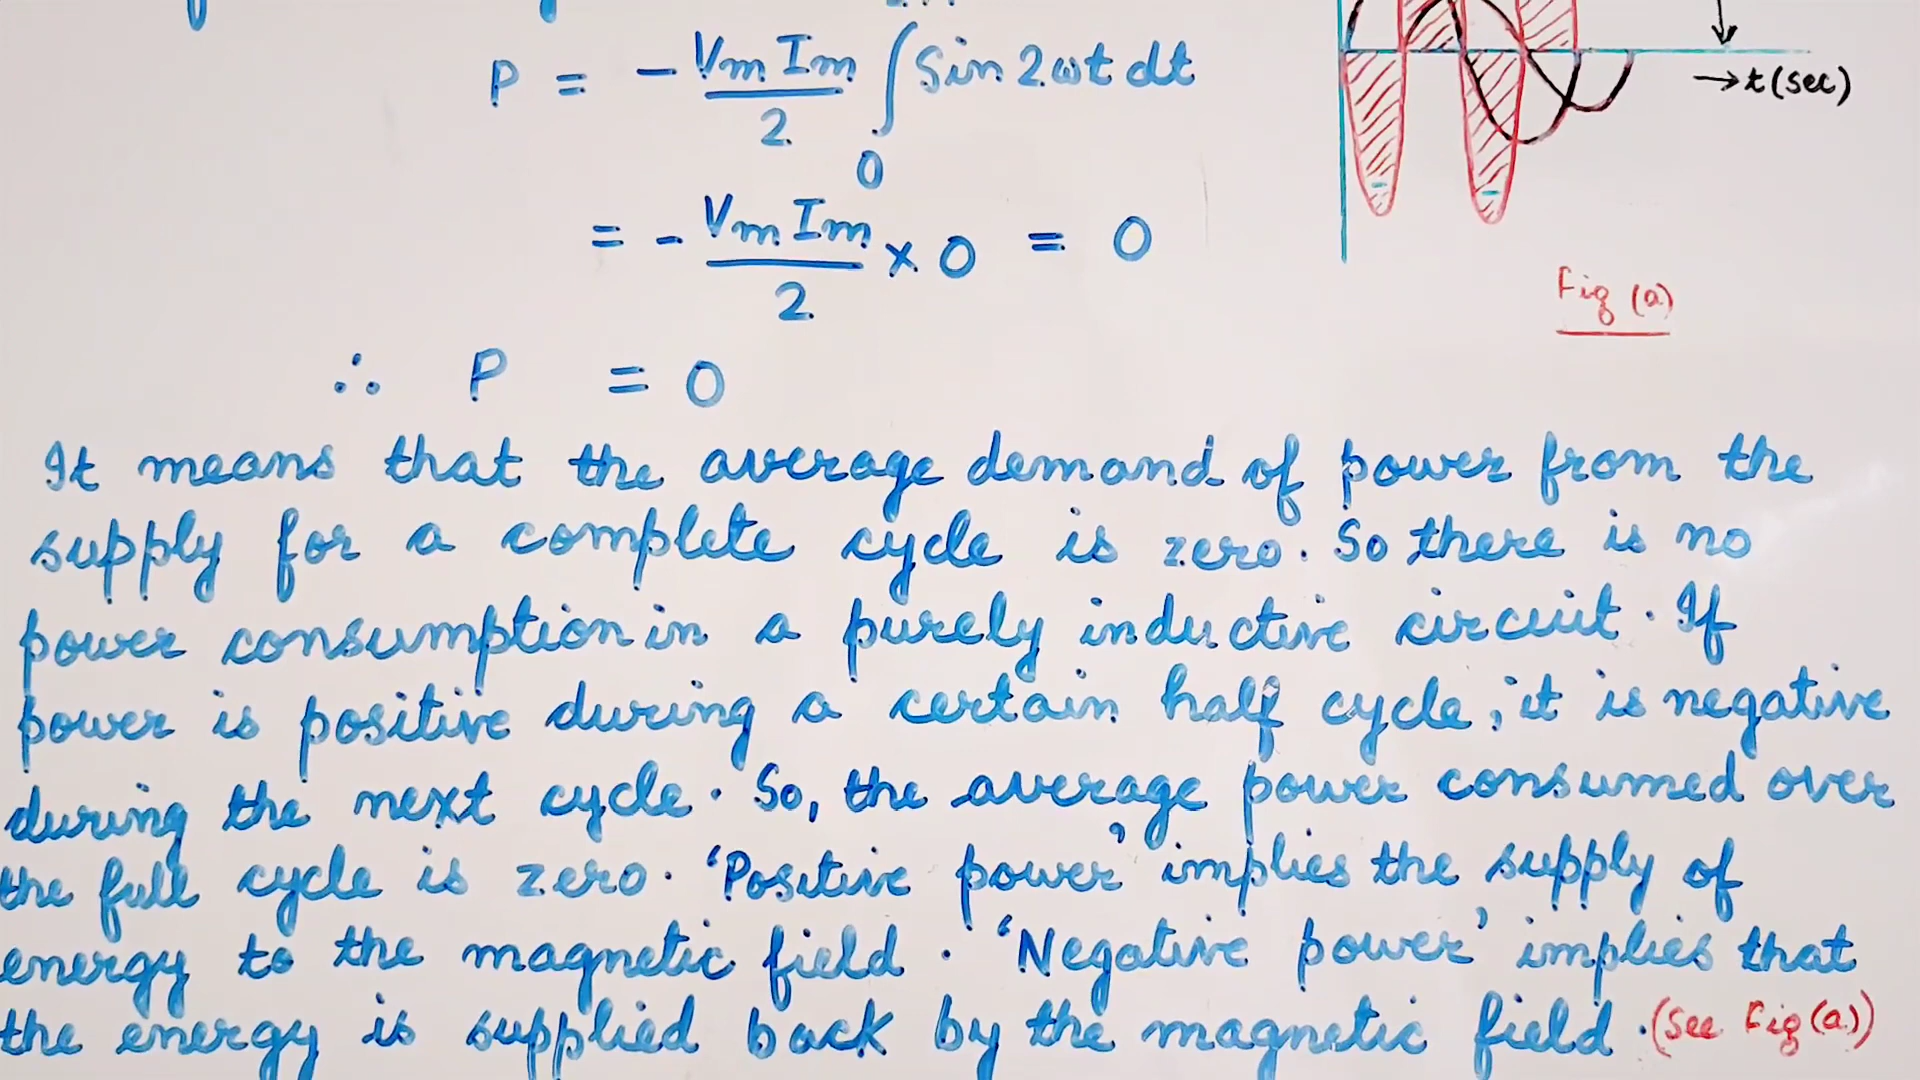 P = - Vm Im / 2 ∫ 0 Sin 2ωt dt
→ t (sec)
= - Vm Im / 2 × 0 = 0
Fig (a)
∴ P = 0
It means that the average demand of power from the
supply for a complete cycle is zero. So there is no
power consumption in a purely inductive circuit. If
power is positive during a certain half cycle, it is negative
during the next cycle. So, the average power consumed over
the full cycle is zero. 'Positive power' implies the supply of
energy to the magnetic field. 'Negative power' implies that
the energy is supplied back by the magnetic field. (See Fig (a))